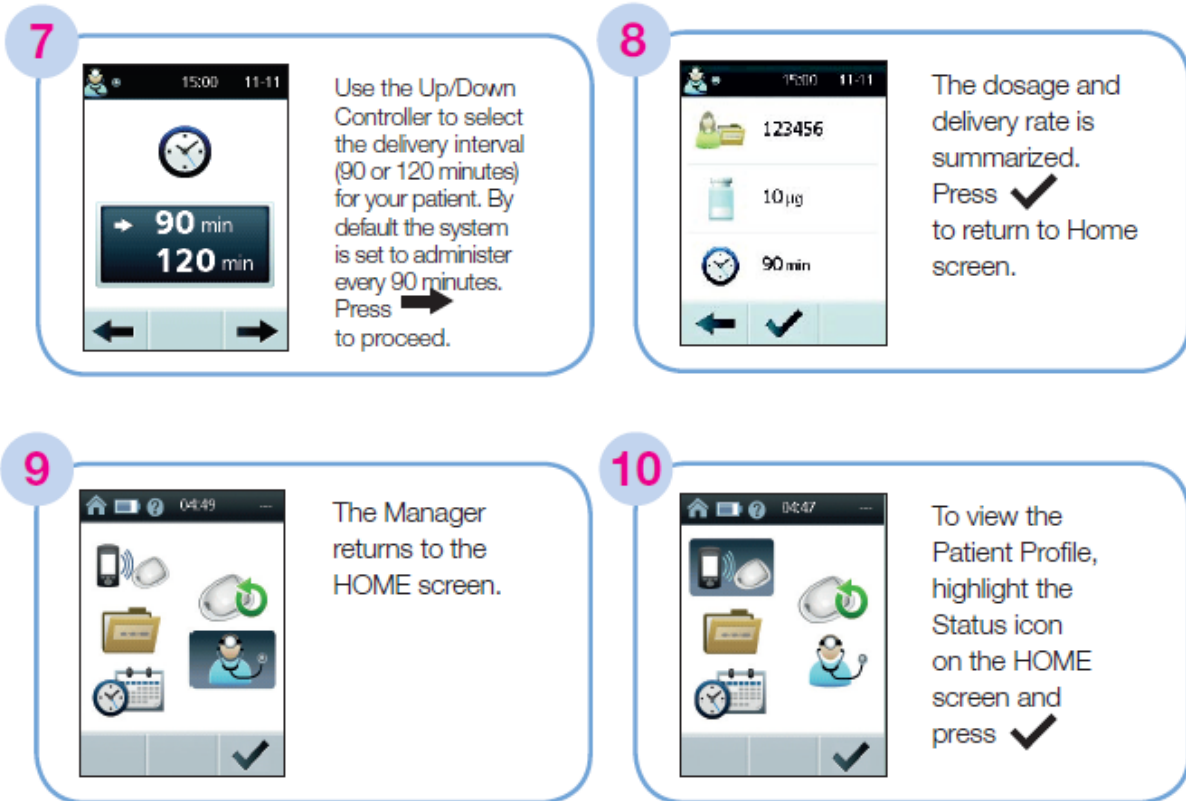 7
15:00 11-11
90 min
120 min
Use the Up/Down
Controller to select
the delivery interval
(90 or 120 minutes)
for your patient. By
default the system
is set to administer
every 90 minutes.
Press
to proceed.
8
15:00 11-11
123456
10 µg
90 min
The dosage and
delivery rate is
summarized.
Press
to return to Home
screen.
9
04:49 ---
The Manager
returns to the
HOME screen.
10
04:47 ---
To view the
Patient Profile,
highlight the
Status icon
on the HOME
screen and
press